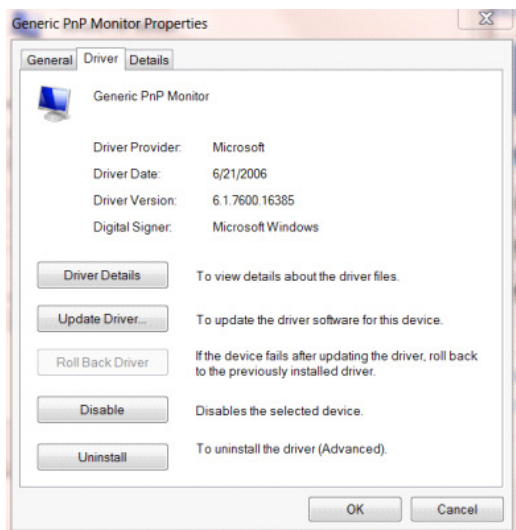 Generic PnP Monitor Properties
General Driver Details
Generic PnP Monitor
Driver Provider: Microsoft
Driver Date: 6/21/2006
Driver Version: 6.1.7600.16385
Digital Signer: Microsoft Windows
Driver Details To view details about the driver files.
Update Driver... To update the driver software for this device.
Roll Back Driver If the device fails after updating the driver, roll back
to the previously installed driver.
Disable Disables the selected device.
Uninstall To uninstall the driver (Advanced).
OK Cancel